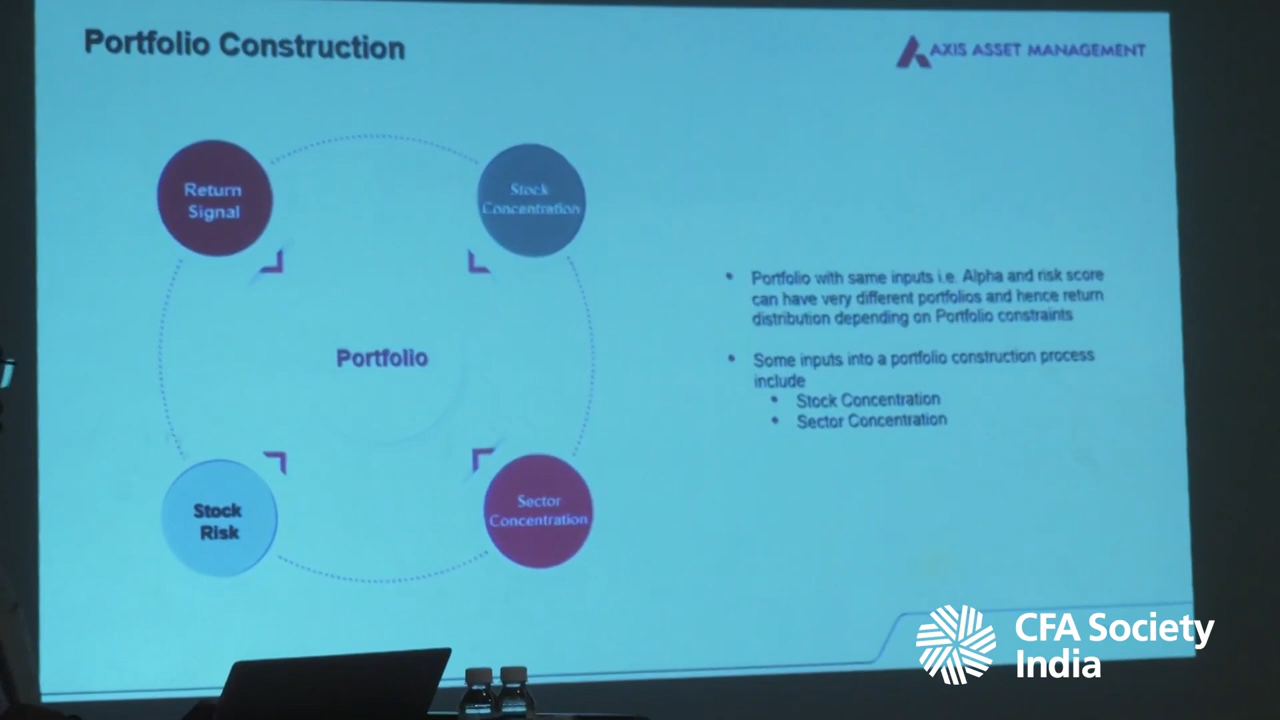 Portfolio Construction
AXIS ASSET MANAGEMENT
Return
Signal
Stock
Concentration
Portfolio
Stock
Risk
Sector
Concentration
• Portfolio with same inputs i.e. Alpha and risk score
can have very different portfolios and hence return
distribution depending on Portfolio constraints
• Some inputs into a portfolio construction process
include
• Stock Concentration
• Sector Concentration
CFA Society
India